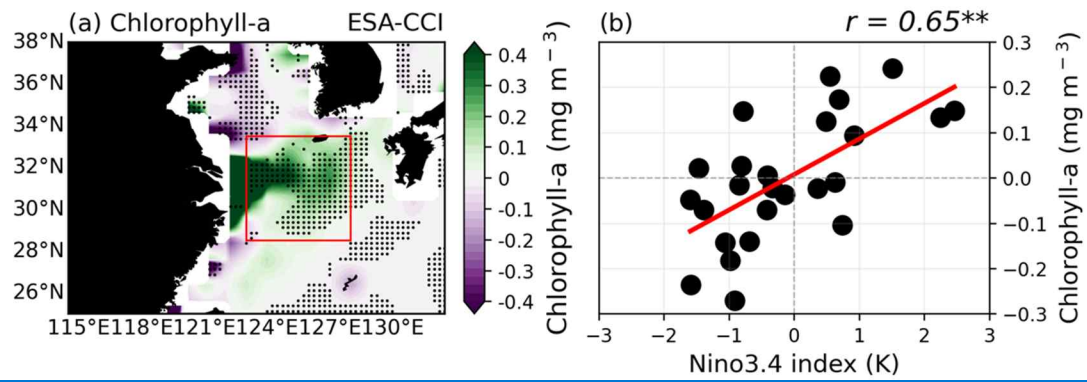 (a) Chlorophyll-a ESA-CCI
38°N
36°N
34°N
32°N
30°N
28°N
26°N
115°E118°E121°E124°E127°E130°E
0.4
0.3
0.2
0.1
0
-0.1
-0.2
-0.3
-0.4
Chlorophyll-a (mg m⁻³)
(b) r = 0.65**
0.3
0.2
0.1
0.0
−0.1
−0.2
−0.3
Chlorophyll-a (mg m⁻³)
−3 −2 −1 0 1 2 3
Nino3.4 index (K)